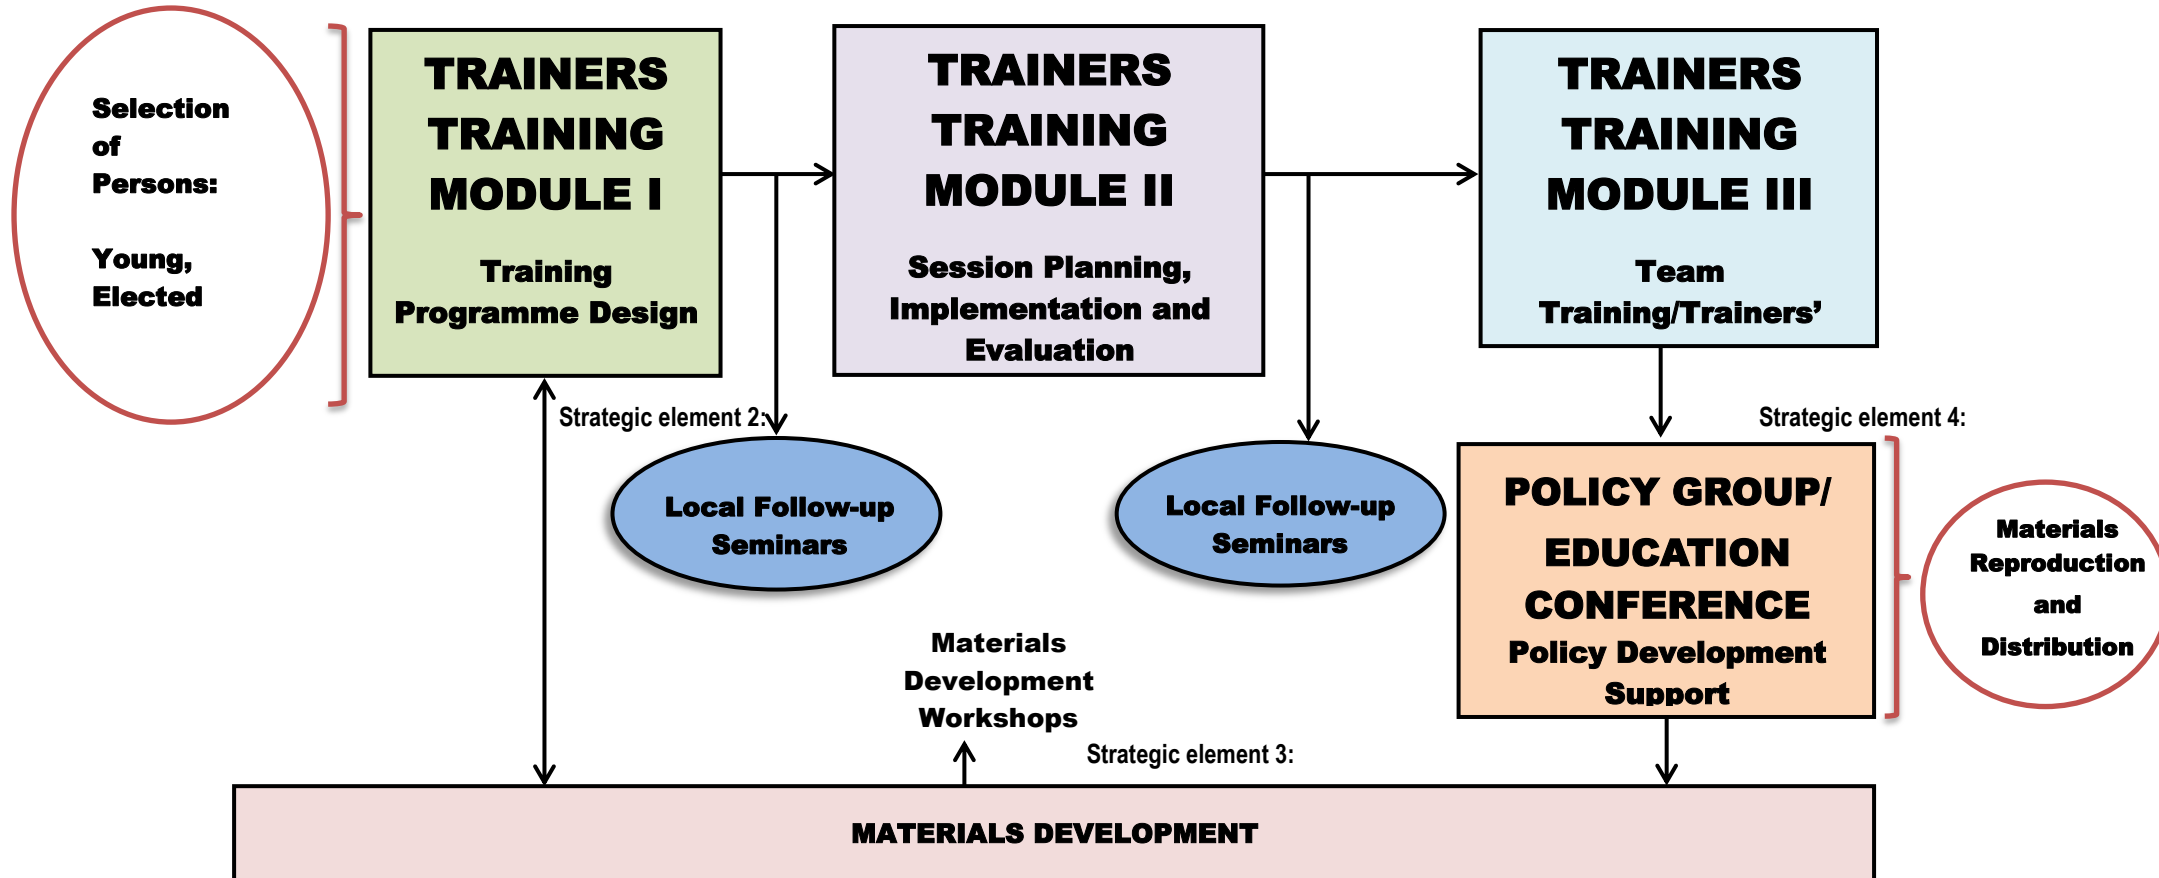 Selection
of
Persons:
Young,
Elected
TRAINERS
TRAINING
MODULE I
Training
Programme Design
TRAINERS
TRAINING
MODULE II
Session Planning,
Implementation and
Evaluation
TRAINERS
TRAINING
MODULE III
Team
Training/Trainers’
Strategic element 2:
Strategic element 4:
Local Follow-up
Seminars
Local Follow-up
Seminars
POLICY GROUP/
EDUCATION
CONFERENCE
Policy Development
Support
Materials
Reproduction
and
Distribution
Materials
Development
Workshops
Strategic element 3:
MATERIALS DEVELOPMENT